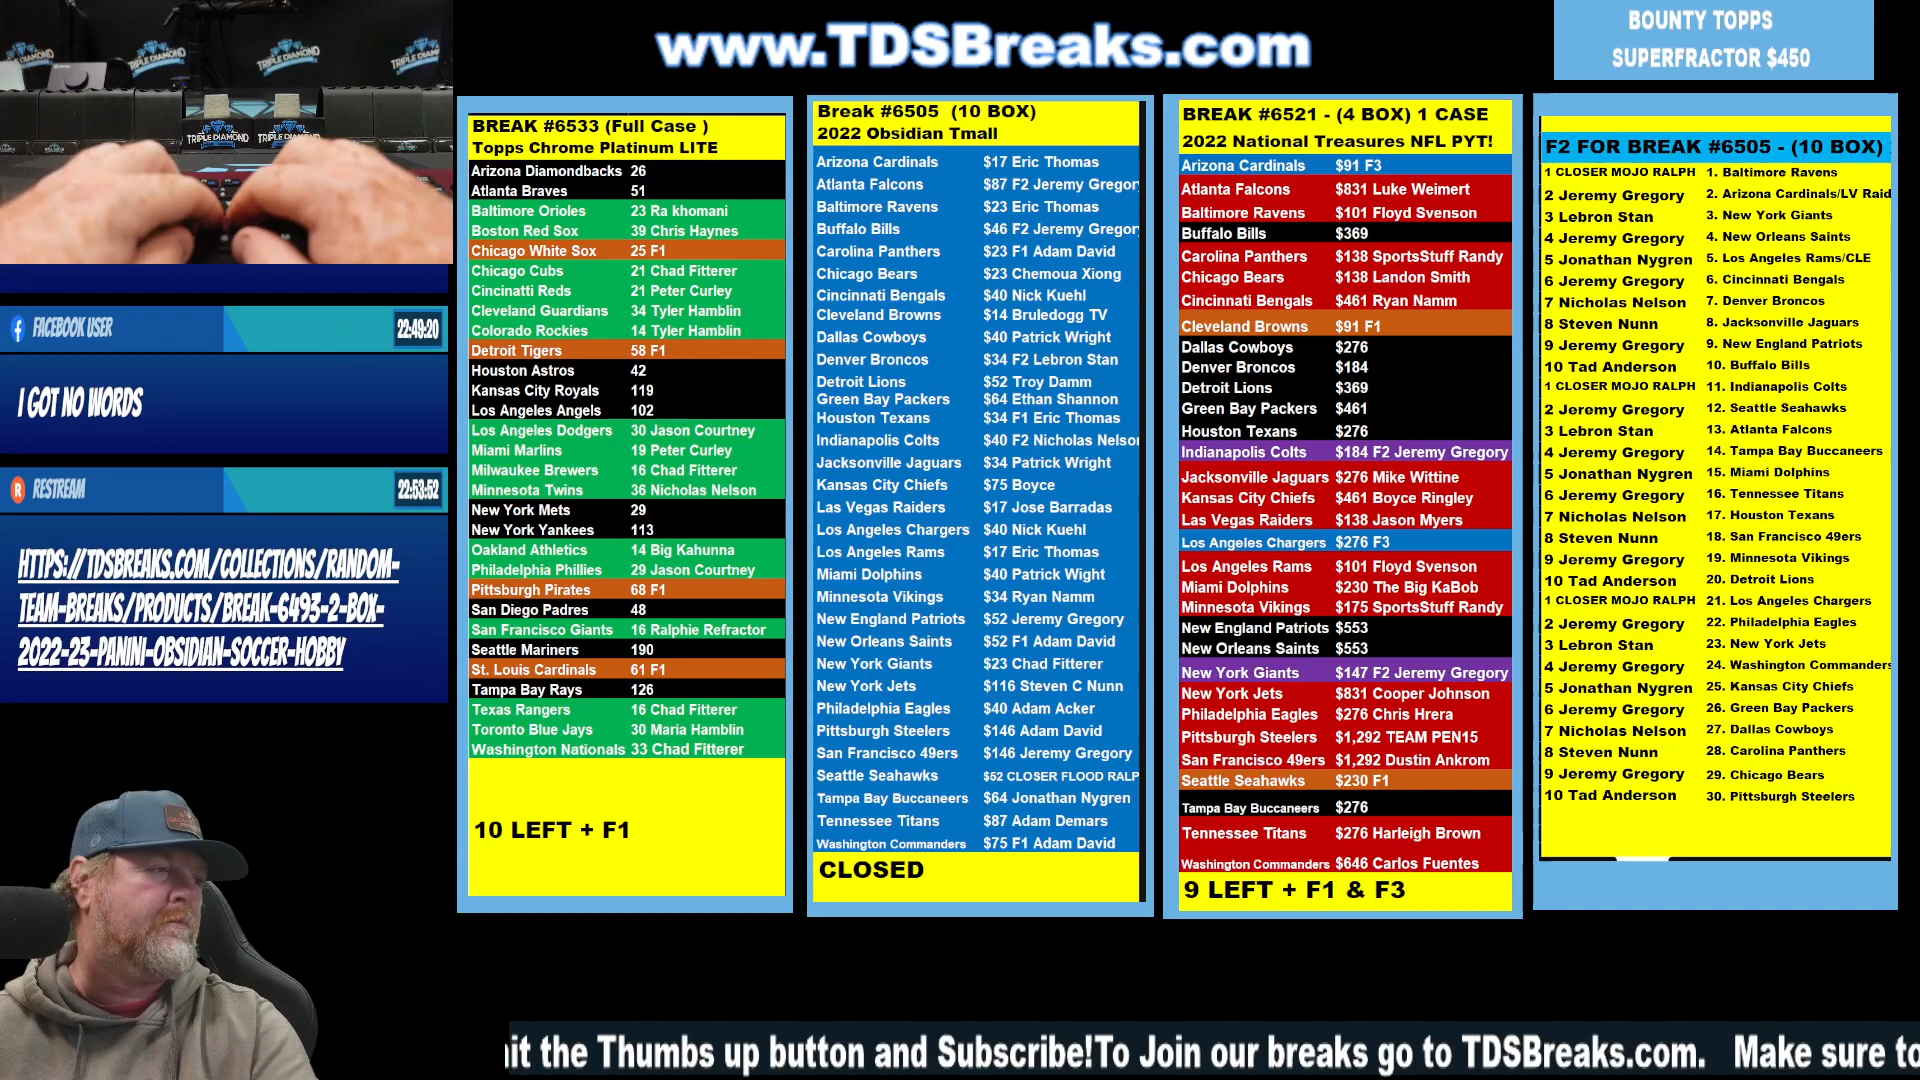 www.TDSBreaks.com
BOUNTY TOPPS
SUPERFRACTOR $450
TRIPLE DIAMOND
TRIPLE DIAMOND
TRIPLE DIAMOND
TRIPLE DIAMOND
FACEBOOK USER
22:49:20
I GOT NO WORDS
RESTREAM
22:53:52
HTTPS://TDSBREAKS.COM/COLLECTIONS/RANDOM-
TEAM-BREAKS/PRODUCTS/BREAK-6493-2-BOX-
2022-23-PANINI-OBSIDIAN-SOCCER-HOBBY
BREAK #6533 (Full Case )
Topps Chrome Platinum LITE
Arizona Diamondbacks 26
Atlanta Braves 51
Baltimore Orioles 23 Ra khomani
Boston Red Sox 39 Chris Haynes
Chicago White Sox 25 F1
Chicago Cubs 21 Chad Fitterer
Cincinatti Reds 21 Peter Curley
Cleveland Guardians 34 Tyler Hamblin
Colorado Rockies 14 Tyler Hamblin
Detroit Tigers 58 F1
Houston Astros 42
Kansas City Royals 119
Los Angeles Angels 102
Los Angeles Dodgers 30 Jason Courtney
Miami Marlins 19 Peter Curley
Milwaukee Brewers 16 Chad Fitterer
Minnesota Twins 36 Nicholas Nelson
New York Mets 29
New York Yankees 113
Oakland Athletics 14 Big Kahunna
Philadelphia Phillies 29 Jason Courtney
Pittsburgh Pirates 68 F1
San Diego Padres 48
San Francisco Giants 16 Ralphie Refractor
Seattle Mariners 190
St. Louis Cardinals 61 F1
Tampa Bay Rays 126
Texas Rangers 16 Chad Fitterer
Toronto Blue Jays 30 Maria Hamblin
Washington Nationals 33 Chad Fitterer
10 LEFT + F1
Break #6505 (10 BOX)
2022 Obsidian Tmall
Arizona Cardinals $17 Eric Thomas
Atlanta Falcons $87 F2 Jeremy Gregory
Baltimore Ravens $23 Eric Thomas
Buffalo Bills $46 F2 Jeremy Gregory
Carolina Panthers $23 F1 Adam David
Chicago Bears $23 Chemoua Xiong
Cincinnati Bengals $40 Nick Kuehl
Cleveland Browns $14 Bruledogg TV
Dallas Cowboys $40 Patrick Wright
Denver Broncos $34 F2 Lebron Stan
Detroit Lions $52 Troy Damm
Green Bay Packers $64 Ethan Shannon
Houston Texans $34 F1 Eric Thomas
Indianapolis Colts $40 F2 Nicholas Nelson
Jacksonville Jaguars $34 Patrick Wright
Kansas City Chiefs $75 Boyce
Las Vegas Raiders $17 Jose Barradas
Los Angeles Chargers $40 Nick Kuehl
Los Angeles Rams $17 Eric Thomas
Miami Dolphins $40 Patrick Wight
Minnesota Vikings $34 Ryan Namm
New England Patriots $52 Jeremy Gregory
New Orleans Saints $52 F1 Adam David
New York Giants $23 Chad Fitterer
New York Jets $116 Steven C Nunn
Philadelphia Eagles $40 Adam Acker
Pittsburgh Steelers $146 Adam David
San Francisco 49ers $146 Jeremy Gregory
Seattle Seahawks $52 CLOSER FLOOD RALP
Tampa Bay Buccaneers $64 Jonathan Nygren
Tennessee Titans $87 Adam Demars
Washington Commanders $75 F1 Adam David
CLOSED
BREAK #6521 - (4 BOX) 1 CASE
2022 National Treasures NFL PYT!
Arizona Cardinals $91 F3
Atlanta Falcons $831 Luke Weimert
Baltimore Ravens $101 Floyd Svenson
Buffalo Bills $369
Carolina Panthers $138 SportsStuff Randy
Chicago Bears $138 Landon Smith
Cincinnati Bengals $461 Ryan Namm
Cleveland Browns $91 F1
Dallas Cowboys $276
Denver Broncos $184
Detroit Lions $369
Green Bay Packers $461
Houston Texans $276
Indianapolis Colts $184 F2 Jeremy Gregory
Jacksonville Jaguars $276 Mike Wittine
Kansas City Chiefs $461 Boyce Ringley
Las Vegas Raiders $138 Jason Myers
Los Angeles Chargers $276 F3
Los Angeles Rams $101 Floyd Svenson
Miami Dolphins $230 The Big KaBob
Minnesota Vikings $175 SportsStuff Randy
New England Patriots $553
New Orleans Saints $553
New York Giants $147 F2 Jeremy Gregory
New York Jets $831 Cooper Johnson
Philadelphia Eagles $276 Chris Hrera
Pittsburgh Steelers $1,292 TEAM PEN15
San Francisco 49ers $1,292 Dustin Ankrom
Seattle Seahawks $230 F1
Tampa Bay Buccaneers $276
Tennessee Titans $276 Harleigh Brown
Washington Commanders $646 Carlos Fuentes
9 LEFT + F1 & F3
F2 FOR BREAK #6505 - (10 BOX)
1 CLOSER MOJO RALPH 1. Baltimore Ravens
2 Jeremy Gregory 2. Arizona Cardinals/LV Raid
3 Lebron Stan 3. New York Giants
4 Jeremy Gregory 4. New Orleans Saints
5 Jonathan Nygren 5. Los Angeles Rams/CLE
6 Jeremy Gregory 6. Cincinnati Bengals
7 Nicholas Nelson 7. Denver Broncos
8 Steven Nunn 8. Jacksonville Jaguars
9 Jeremy Gregory 9. New England Patriots
10 Tad Anderson 10. Buffalo Bills
1 CLOSER MOJO RALPH 11. Indianapolis Colts
2 Jeremy Gregory 12. Seattle Seahawks
3 Lebron Stan 13. Atlanta Falcons
4 Jeremy Gregory 14. Tampa Bay Buccaneers
5 Jonathan Nygren 15. Miami Dolphins
6 Jeremy Gregory 16. Tennessee Titans
7 Nicholas Nelson 17. Houston Texans
8 Steven Nunn 18. San Francisco 49ers
9 Jeremy Gregory 19. Minnesota Vikings
10 Tad Anderson 20. Detroit Lions
1 CLOSER MOJO RALPH 21. Los Angeles Chargers
2 Jeremy Gregory 22. Philadelphia Eagles
3 Lebron Stan 23. New York Jets
4 Jeremy Gregory 24. Washington Commanders
5 Jonathan Nygren 25. Kansas City Chiefs
6 Jeremy Gregory 26. Green Bay Packers
7 Nicholas Nelson 27. Dallas Cowboys
8 Steven Nunn 28. Carolina Panthers
9 Jeremy Gregory 29. Chicago Bears
10 Tad Anderson 30. Pittsburgh Steelers
hit the Thumbs up button and Subscribe!To Join our breaks go to TDSBreaks.com. Make sure to